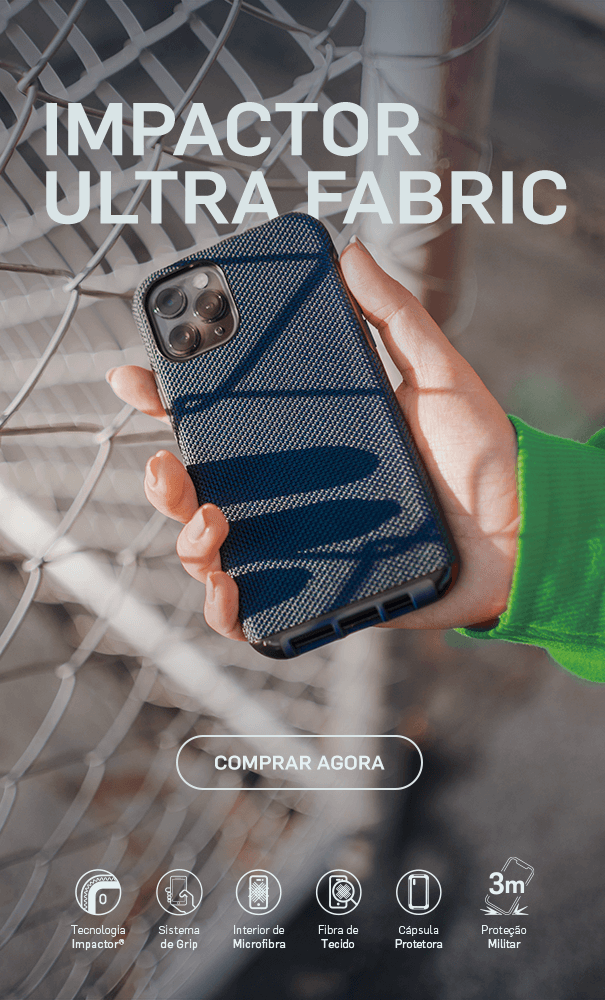 IMPACTOR
ULTRA FABRIC
COMPRAR AGORA
Tecnologia
Impactor®
Sistema
de Grip
Interior de
Microfibra
Fibra de
Tecido
Cápsula
Protetora
3m
Proteção
Militar